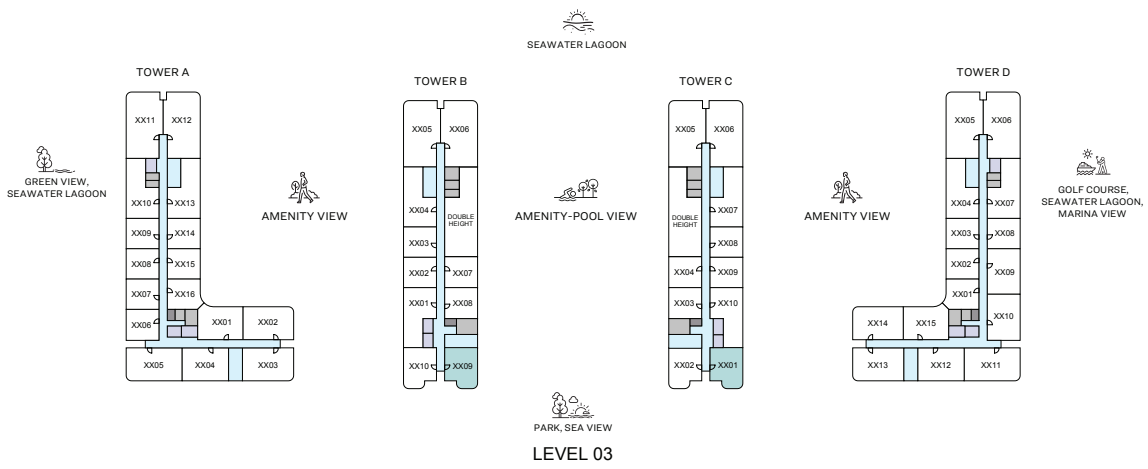 SEAWATER LAGOON
TOWER A
TOWER B
TOWER C
TOWER D
XX11
XX12
XX10
XX13
XX09
XX14
XX08
XX15
XX07
XX16
XX06
XX01
XX02
XX05
XX04
XX03
GREEN VIEW,
SEAWATER LAGOON
AMENITY VIEW
XX05
XX06
XX04
DOUBLE
HEIGHT
XX03
XX02
XX07
XX01
XX08
XX10
XX09
AMENITY-POOL VIEW
XX05
XX06
XX07
DOUBLE
HEIGHT
XX08
XX04
XX09
XX03
XX10
XX02
XX01
AMENITY VIEW
XX05
XX06
XX04
XX07
XX03
XX02
XX09
XX01
XX10
XX14
XX15
XX13
XX12
XX11
GOLF COURSE,
SEAWATER LAGOON,
MARINA VIEW
PARK, SEA VIEW
LEVEL 03